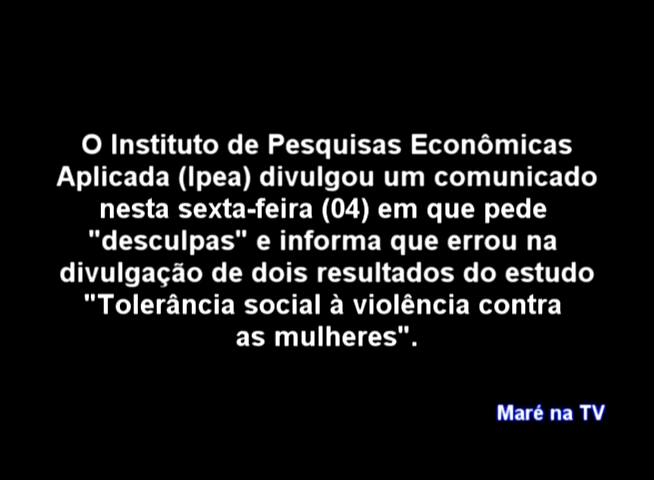 O Instituto de Pesquisas Econômicas
Aplicada (Ipea) divulgou um comunicado
nesta sexta-feira (04) em que pede
"desculpas" e informa que errou na
divulgação de dois resultados do estudo
"Tolerância social à violência contra
as mulheres".
Maré na TV